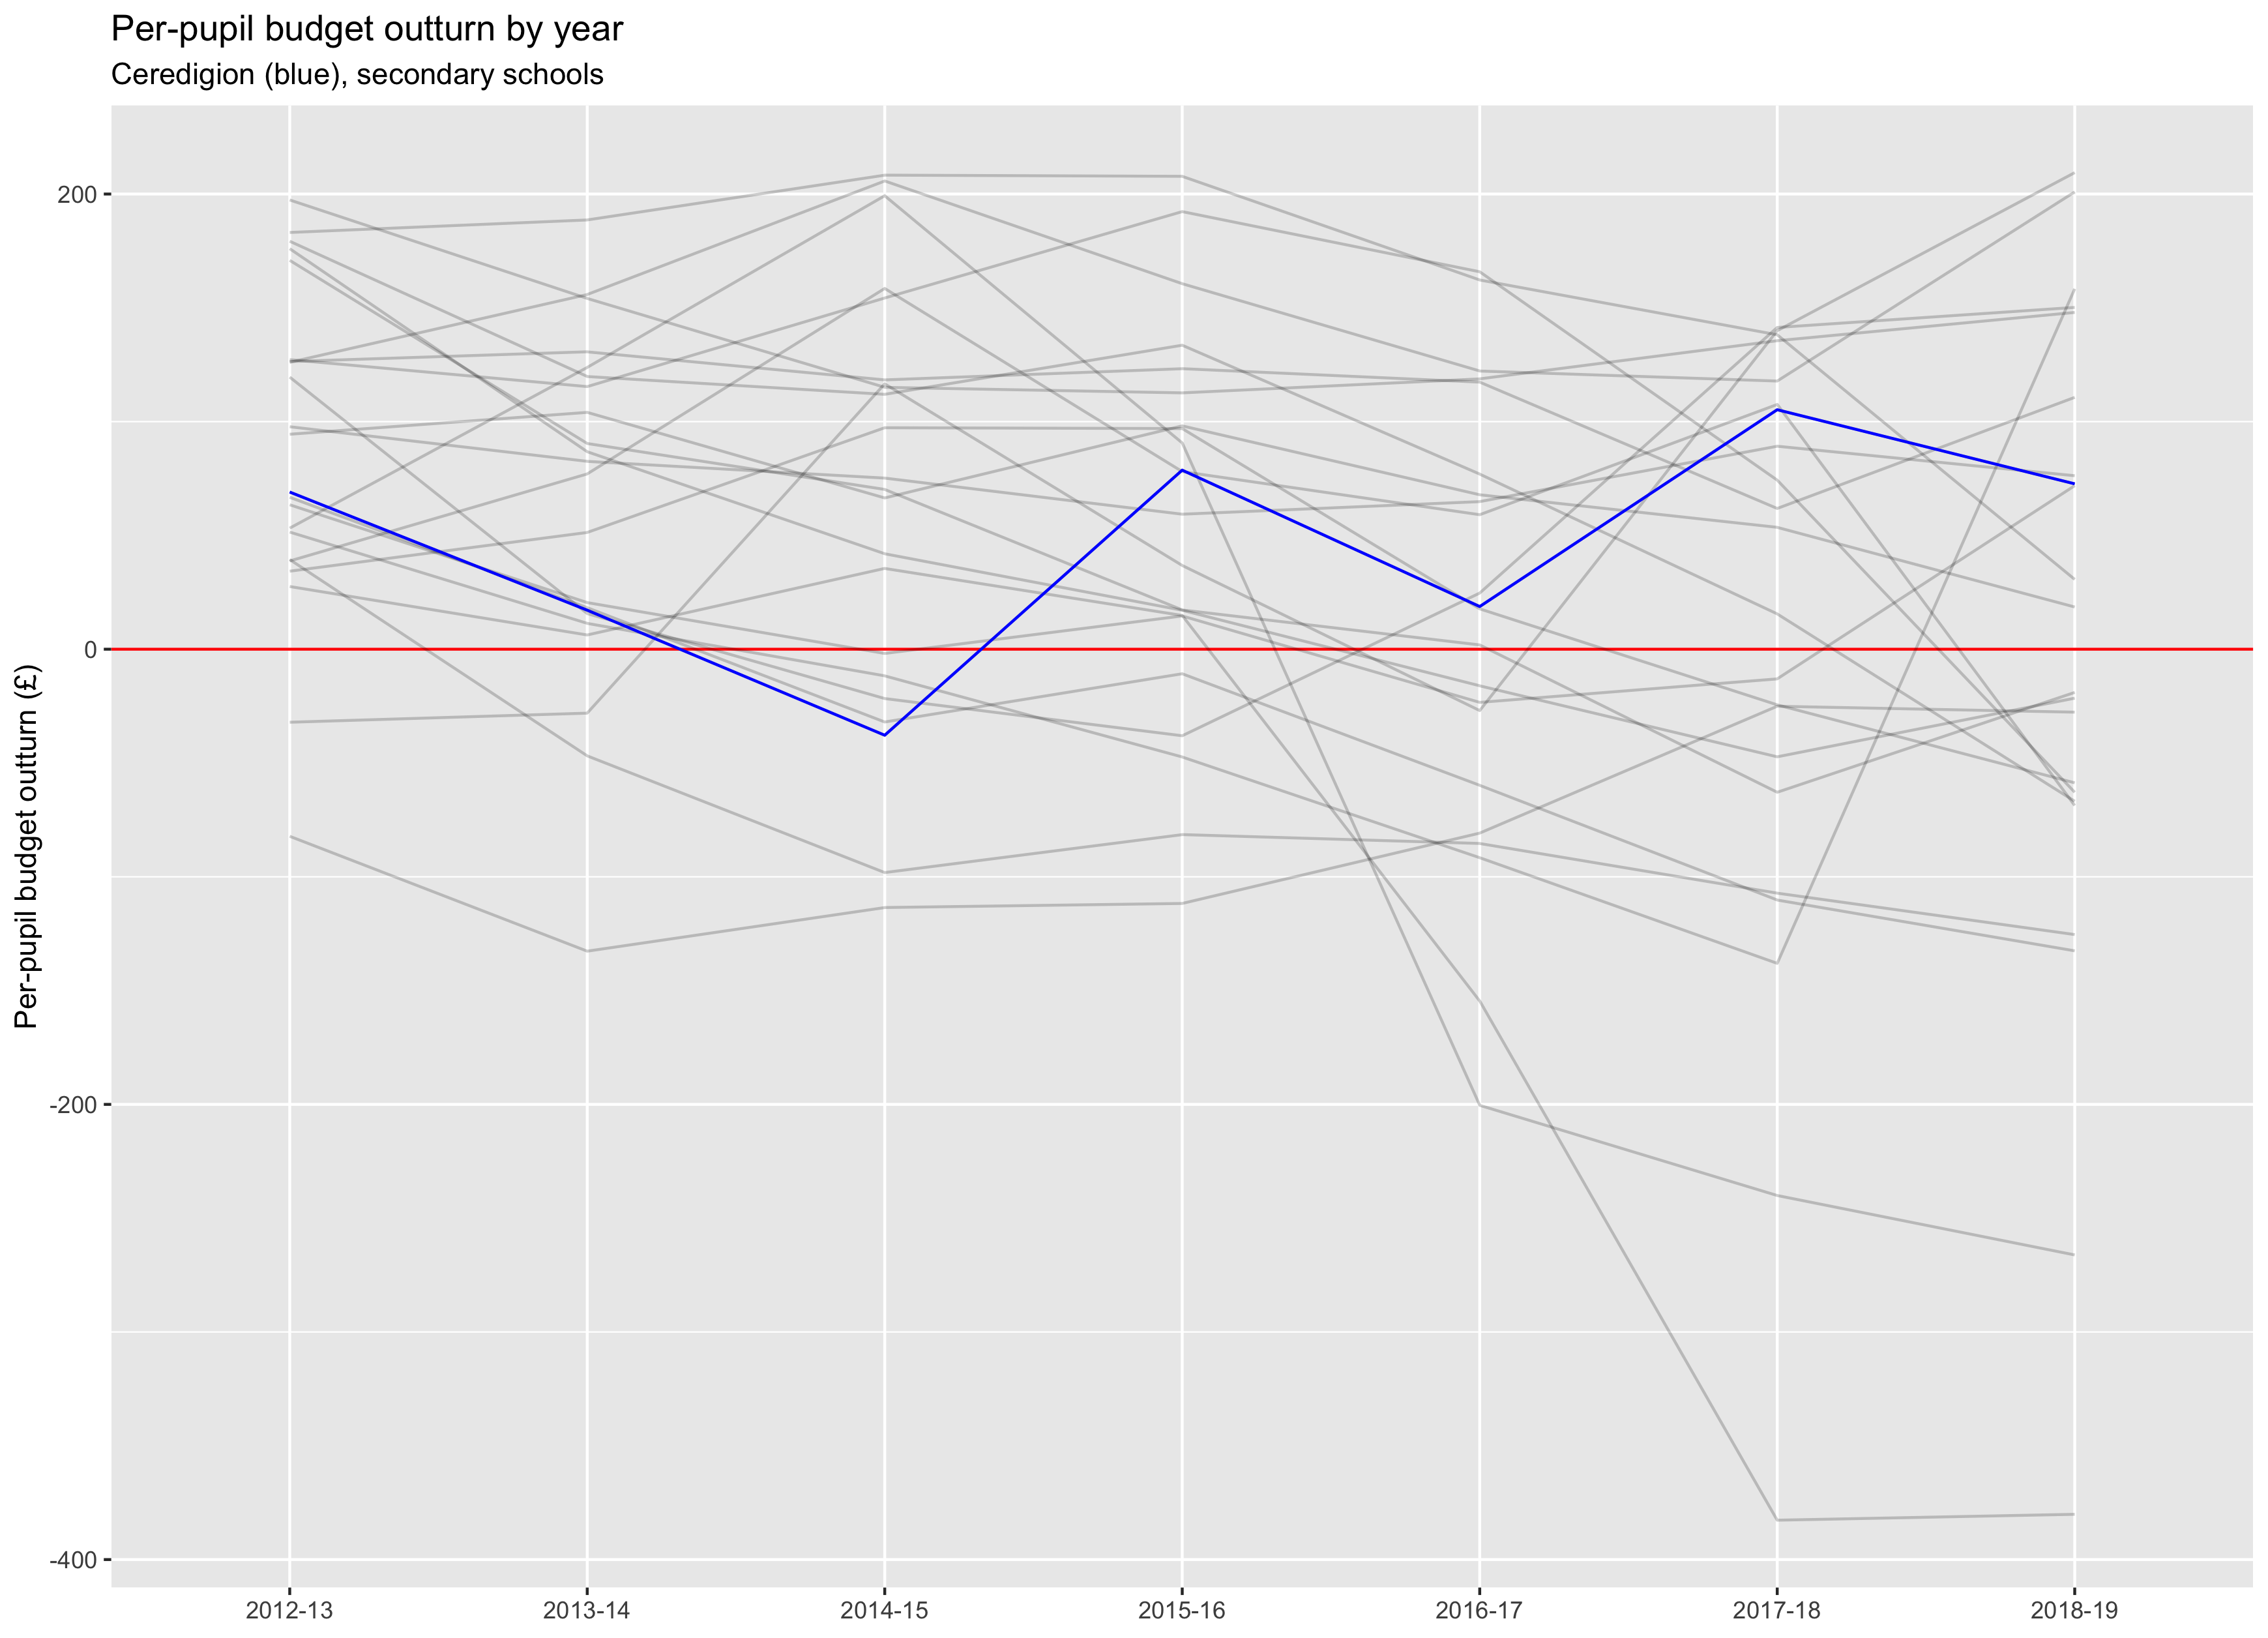 Per-pupil budget outturn by year
Ceredigion (blue), secondary schools
Per-pupil budget outturn (£)
200
0
-200
-400
2012-13 2013-14 2014-15 2015-16 2016-17 2017-18 2018-19